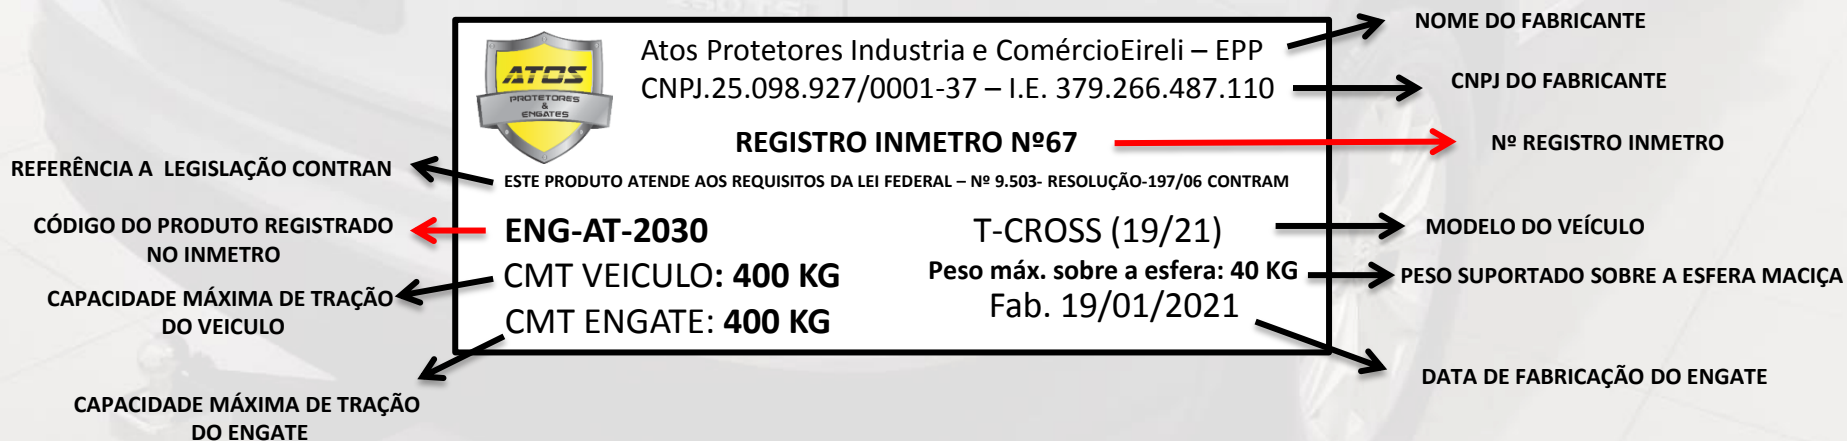 NOME DO FABRICANTE
Atos Protetores Industria e ComércioEireli – EPP
CNPJ.25.098.927/0001-37 – I.E. 379.266.487.110
CNPJ DO FABRICANTE
ATOS
PROTETORES
&
ENGATES
REGISTRO INMETRO Nº67
Nº REGISTRO INMETRO
REFERÊNCIA A LEGISLAÇÃO CONTRAN
ESTE PRODUTO ATENDE AOS REQUISITOS DA LEI FEDERAL – Nº 9.503- RESOLUÇÃO-197/06 CONTRAM
CÓDIGO DO PRODUTO REGISTRADO
NO INMETRO
ENG-AT-2030
T-CROSS (19/21)
MODELO DO VEÍCULO
CMT VEICULO: 400 KG
Peso máx. sobre a esfera: 40 KG
PESO SUPORTADO SOBRE A ESFERA MACIÇA
CAPACIDADE MÁXIMA DE TRAÇÃO
DO VEICULO
CMT ENGATE: 400 KG
Fab. 19/01/2021
DATA DE FABRICAÇÃO DO ENGATE
CAPACIDADE MÁXIMA DE TRAÇÃO
DO ENGATE